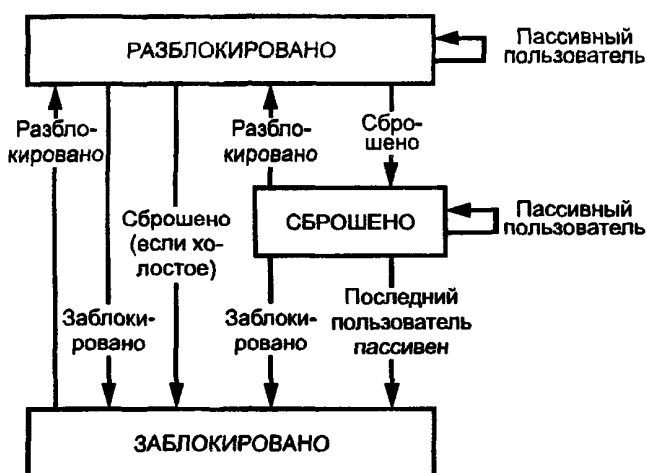 РАЗБЛОКИРОВАНО
Пассивный
пользователь
Разбло-
кировано
Разбло-
кировано
Сбро-
шено
Сброшено
(если хо-
лостое)
СБРОШЕНО
Пассивный
пользователь
Заблоки-
ровано
Заблоки-
ровано
Последний
пользователь
пассивен
ЗАБЛОКИРОВАНО